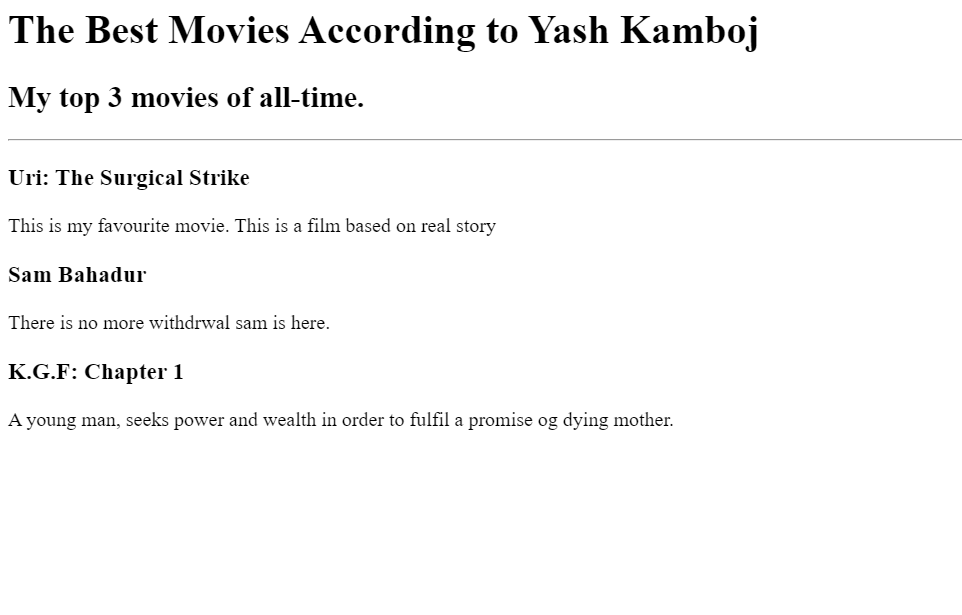 The Best Movies According to Yash Kamboj
My top 3 movies of all-time.
Uri: The Surgical Strike
This is my favourite movie. This is a film based on real story
Sam Bahadur
There is no more withdrwal sam is here.
K.G.F: Chapter 1
A young man, seeks power and wealth in order to fulfil a promise og dying mother.